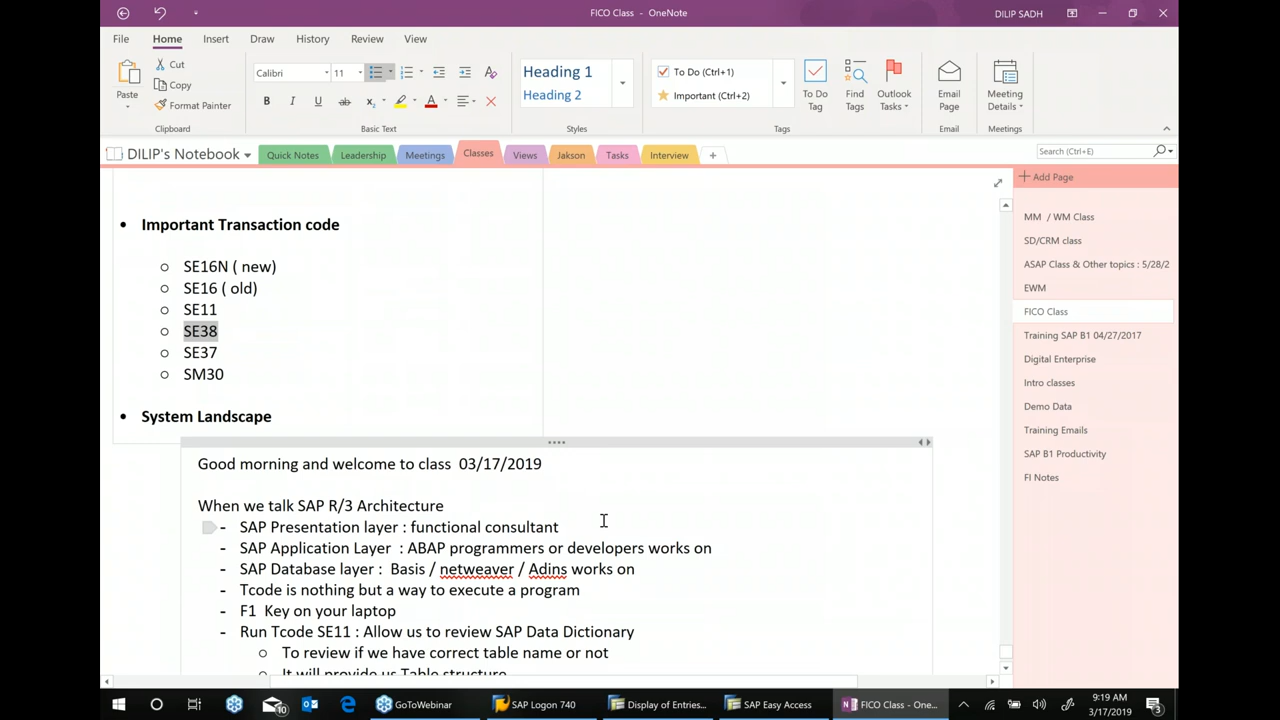 FICO Class - OneNote
DILIP SADH
File Home Insert Draw History Review View
Paste
Cut
Copy
Format Painter
Clipboard
Calibri 11
B I U ab x₂ A
Basic Text
Heading 1
Heading 2
Styles
To Do (Ctrl+1)
Important (Ctrl+2)
To Do Tag
Find Tags
Outlook Tasks
Tags
Email Page
Email
Meeting Details
Meetings
DILIP's Notebook
Quick Notes Leadership Meetings Classes Views Jakson Tasks Interview +
Search (Ctrl+E)
Add Page
MM / WM Class
SD/CRM class
ASAP Class & Other topics : 5/28/2
EWM
FICO Class
Training SAP B1 04/27/2017
Digital Enterprise
Intro classes
Demo Data
Training Emails
SAP B1 Productivity
FI Notes
• Important Transaction code
o SE16N ( new)
o SE16 ( old)
o SE11
o SE38
o SE37
o SM30
• System Landscape
Good morning and welcome to class 03/17/2019
When we talk SAP R/3 Architecture
- SAP Presentation layer : functional consultant
- SAP Application Layer : ABAP programmers or developers works on
- SAP Database layer : Basis / netweaver / Adins works on
- Tcode is nothing but a way to execute a program
- F1 Key on your laptop
- Run Tcode SE11 : Allow us to review SAP Data Dictionary
o To review if we have correct table name or not
o It will provide us Table structure
10
GoToWebinar
SAP Logon 740
Display of Entries...
SAP Easy Access
FICO Class - One...
9:19 AM
3/17/2019
3